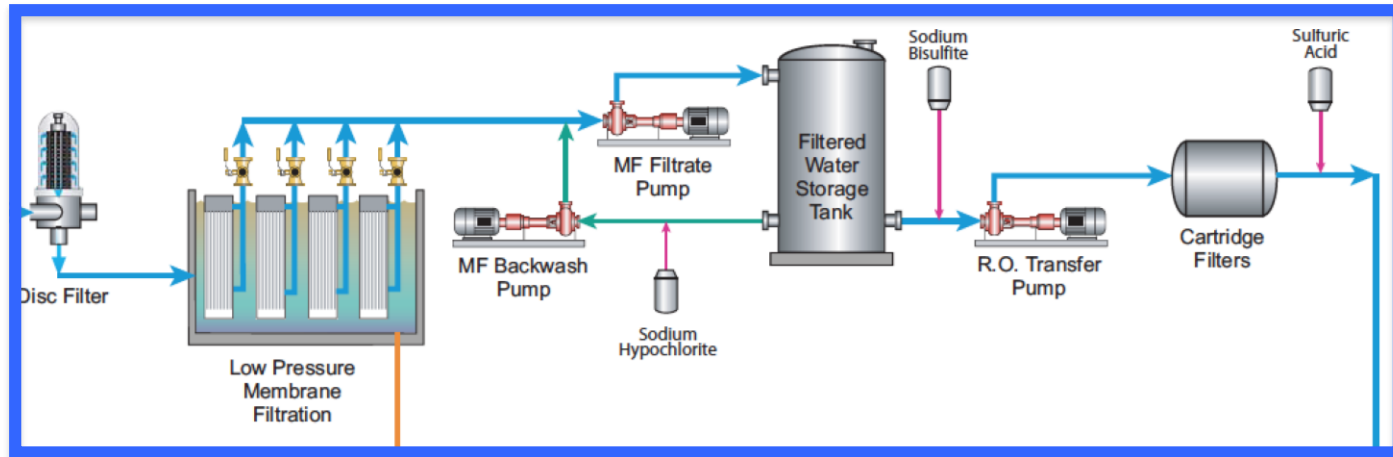 Disc Filter
Low Pressure
Membrane
Filtration
MF Filtrate
Pump
MF Backwash
Pump
Sodium
Hypochlorite
Filtered
Water
Storage
Tank
Sodium
Bisulfite
R.O. Transfer
Pump
Cartridge
Filters
Sulfuric
Acid